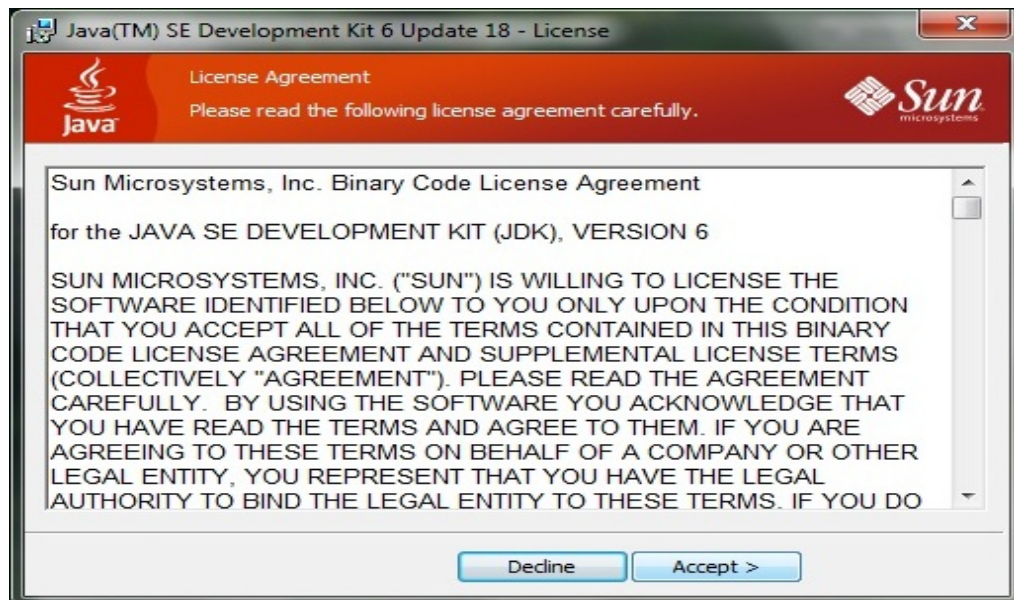 Java(TM) SE Development Kit 6 Update 18 - License
License Agreement
Please read the following license agreement carefully.
Java
Sun
microsystems
Sun Microsystems, Inc. Binary Code License Agreement
for the JAVA SE DEVELOPMENT KIT (JDK), VERSION 6
SUN MICROSYSTEMS, INC. ("SUN") IS WILLING TO LICENSE THE
SOFTWARE IDENTIFIED BELOW TO YOU ONLY UPON THE CONDITION
THAT YOU ACCEPT ALL OF THE TERMS CONTAINED IN THIS BINARY
CODE LICENSE AGREEMENT AND SUPPLEMENTAL LICENSE TERMS
(COLLECTIVELY "AGREEMENT"). PLEASE READ THE AGREEMENT
CAREFULLY.  BY USING THE SOFTWARE YOU ACKNOWLEDGE THAT
YOU HAVE READ THE TERMS AND AGREE TO THEM. IF YOU ARE
AGREEING TO THESE TERMS ON BEHALF OF A COMPANY OR OTHER
LEGAL ENTITY, YOU REPRESENT THAT YOU HAVE THE LEGAL
AUTHORITY TO BIND THE LEGAL ENTITY TO THESE TERMS. IF YOU DO
Decline
Accept >